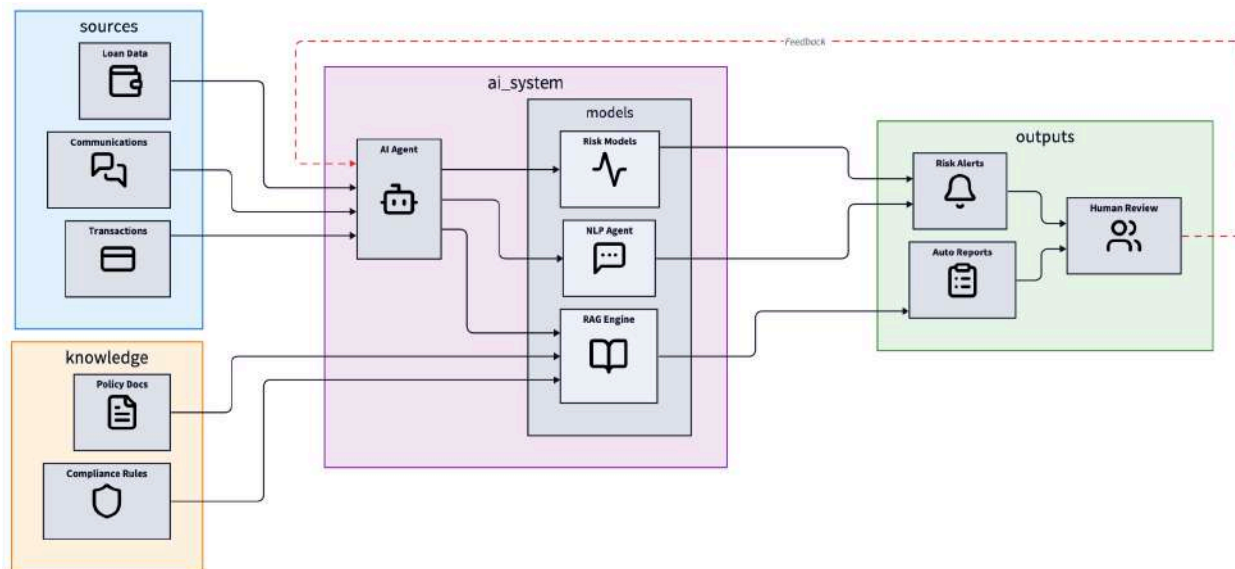 sources
Loan Data
Communications
Transactions
knowledge
Policy Docs
Compliance Rules
Feedback
ai_system
AI Agent
models
Risk Models
NLP Agent
RAG Engine
outputs
Risk Alerts
Auto Reports
Human Review